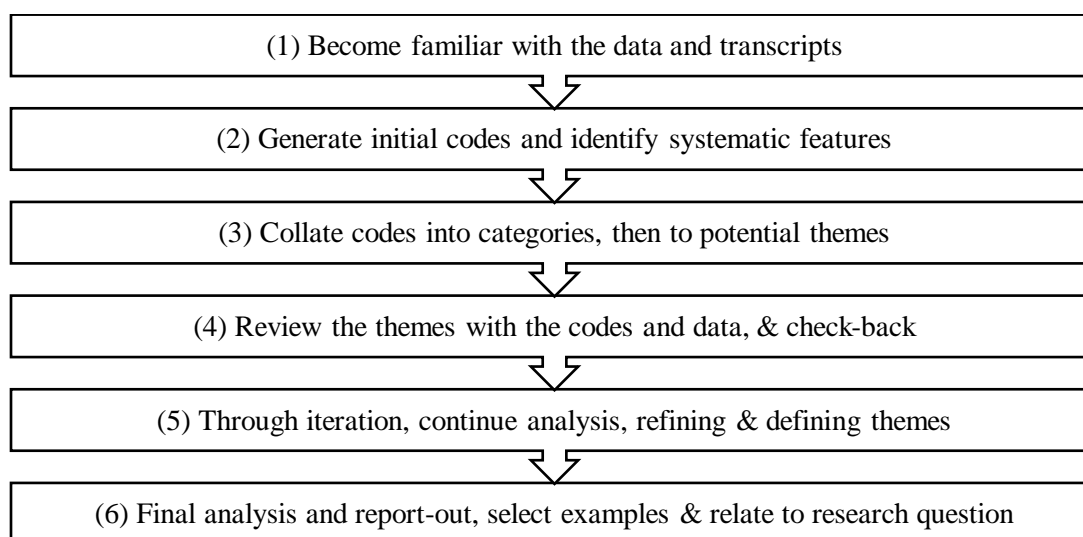 (1) Become familiar with the data and transcripts
(2) Generate initial codes and identify systematic features
(3) Collate codes into categories, then to potential themes
(4) Review the themes with the codes and data, & check-back
(5) Through iteration, continue analysis, refining & defining themes
(6) Final analysis and report-out, select examples & relate to research question